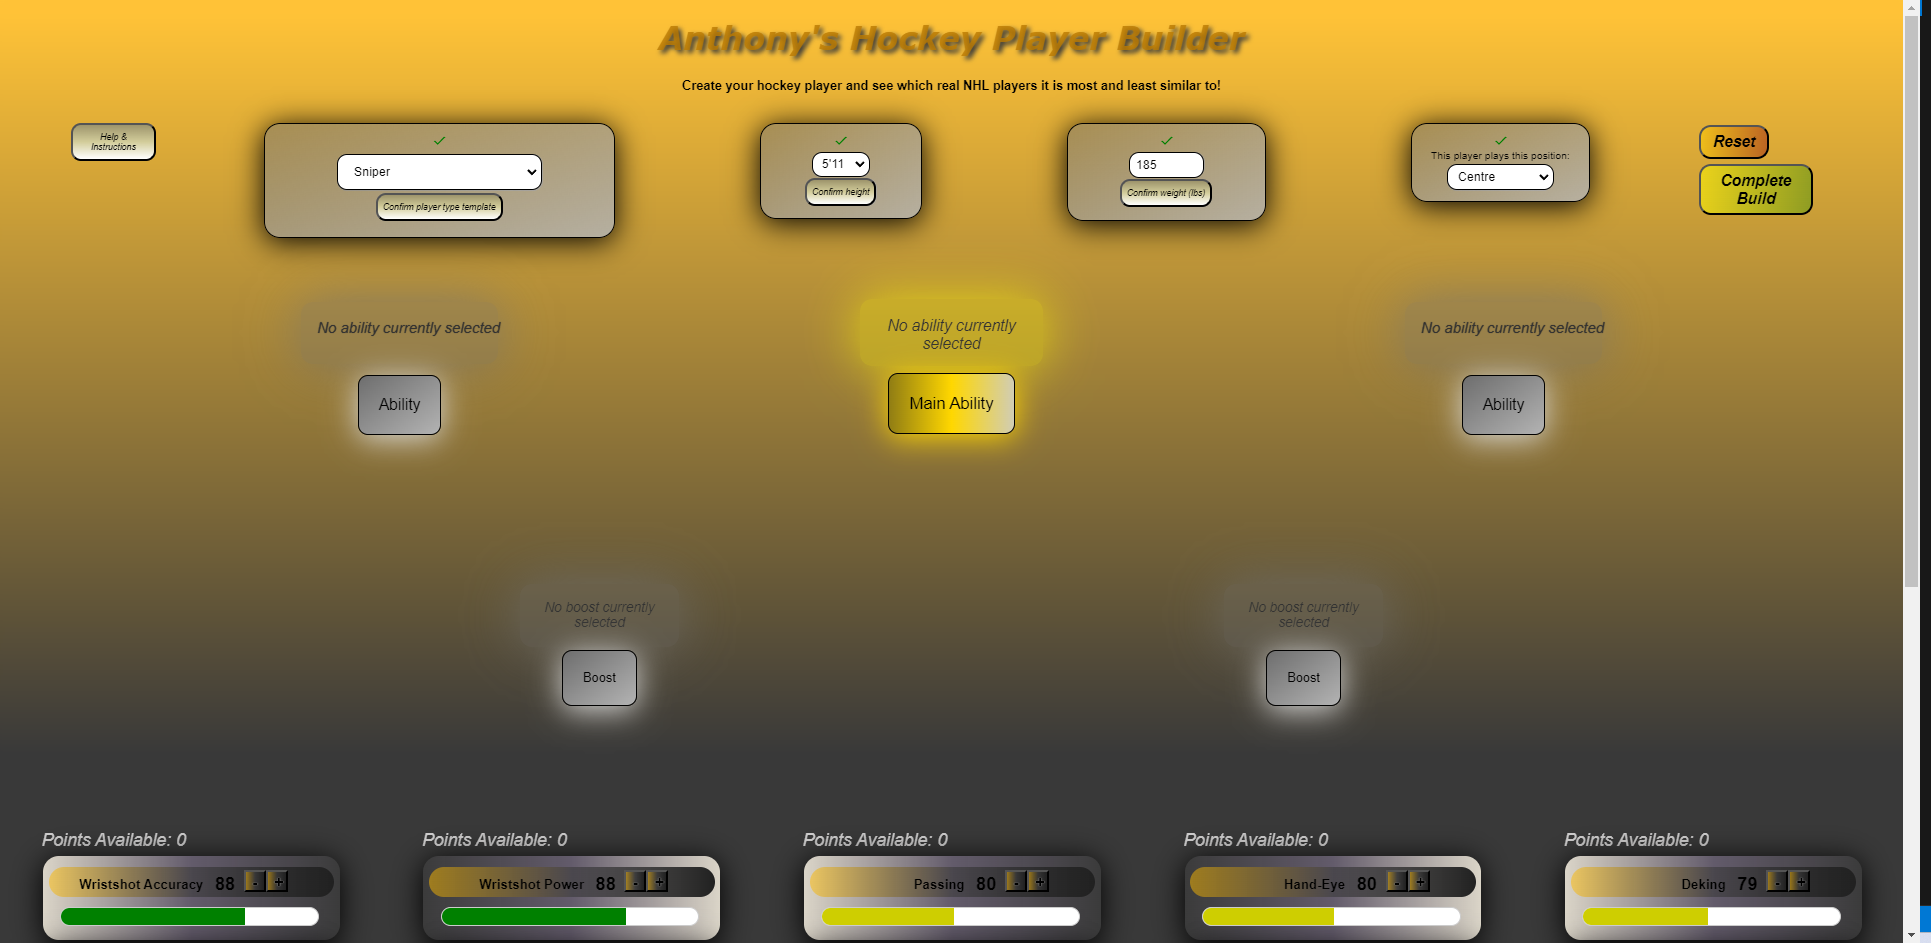 Anthony's Hockey Player Builder
Create your hockey player and see which real NHL players it is most and least similar to!
Help &
Instructions
✓
Sniper
Confirm player type template
✓
5'11
Confirm height
✓
185
Confirm weight (lbs)
✓
This player plays this position:
Centre
Reset
Complete
Build
No ability currently selected
Ability
No ability currently
selected
Main Ability
No ability currently selected
Ability
No boost currently
selected
Boost
No boost currently
selected
Boost
Points Available: 0
Wristshot Accuracy 88 - +
Points Available: 0
Wristshot Power 88 - +
Points Available: 0
Passing 80 - +
Points Available: 0
Hand-Eye 80 - +
Points Available: 0
Deking 79 - +